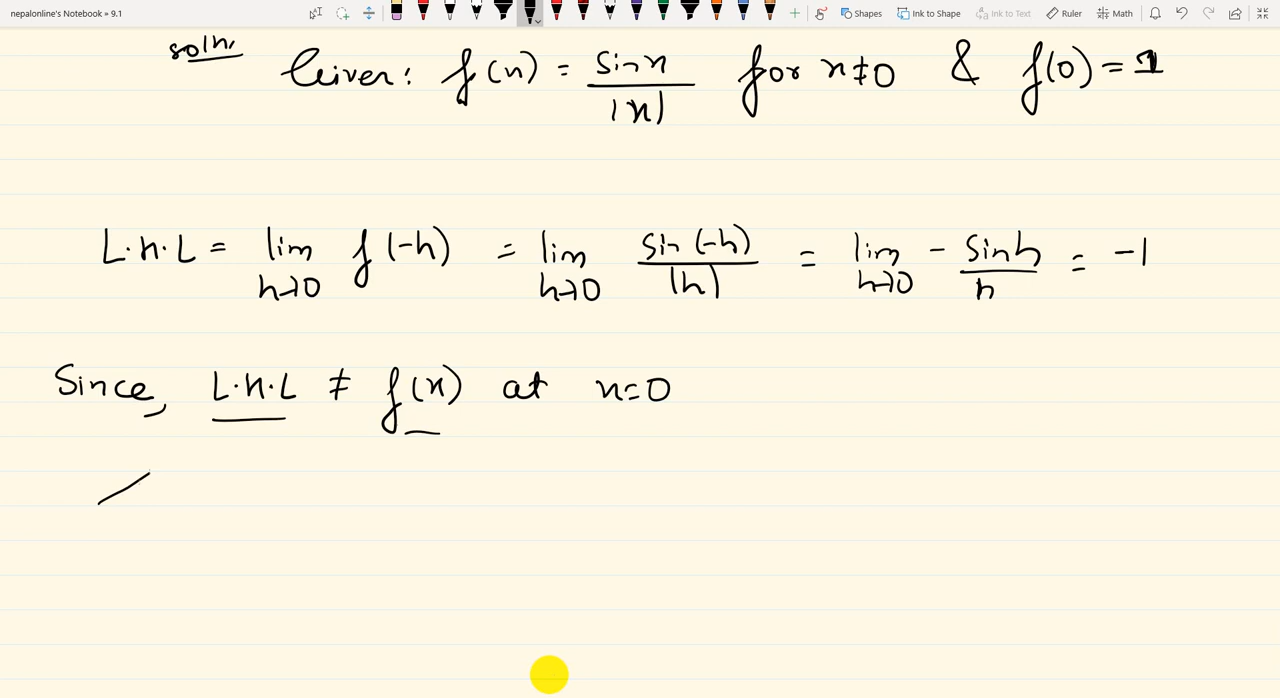 nepalonline's Notebook » 9.1 Shapes Ink to Shape Ink to Text Ruler Math
soln.
Given: f(x) = sin x / |x| for x ≠ 0 & f(0) = 1
L.H.L = lim h→0 f(-h) = lim h→0 sin(-h) / |h| = lim h→0 - sin h / h = -1
Since, L.H.L ≠ f(x) at x=0